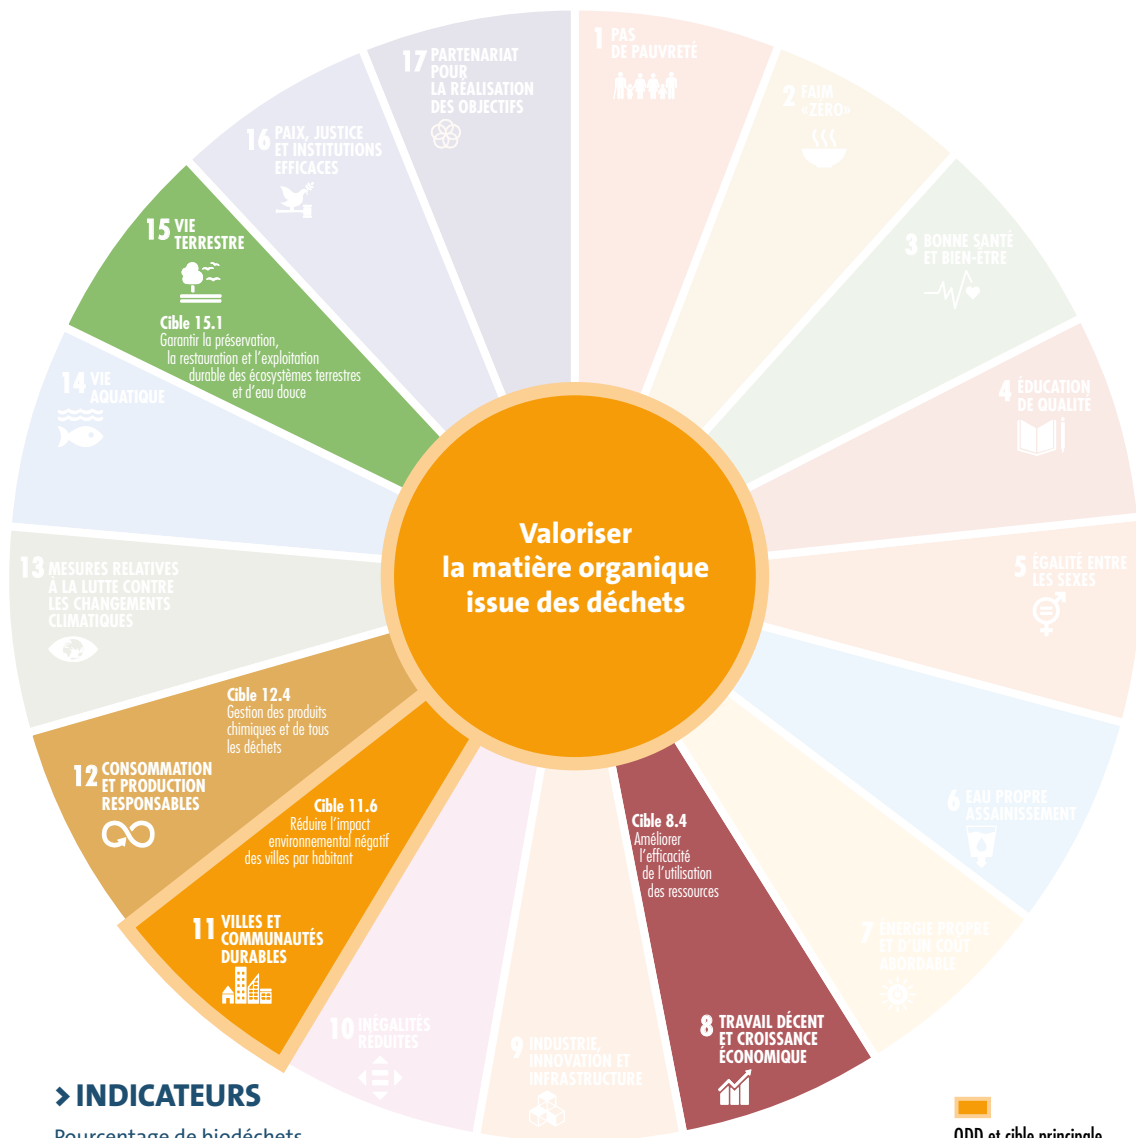 1 PAS
DE PAUVRETÉ
2 FAIM
«ZÉRO»
3 BONNE SANTÉ
ET BIEN-ÊTRE
4 ÉDUCATION
DE QUALITÉ
5 ÉGALITÉ ENTRE
LES SEXES
6 EAU PROPRE
ASSAINISSEMENT
7 ÉNERGIE PROPRE
ET D'UN COÛT
ABORDABLE
Cible 8.4
Améliorer
l'efficacité
de l'utilisation
des ressources
8 TRAVAIL DÉCENT
ET CROISSANCE
ÉCONOMIQUE
9 INDUSTRIE,
INNOVATION ET
INFRASTRUCTURE
10 INÉGALITÉS
RÉDUITES
Cible 11.6
Réduire l'impact
environnemental négatif
des villes par habitant
11 VILLES ET
COMMUNAUTÉS
DURABLES
Cible 12.4
Gestion des produits
chimiques et de tous
les déchets
12 CONSOMMATION
ET PRODUCTION
RESPONSABLES
13 MESURES RELATIVES
À LA LUTTE CONTRE
LES CHANGEMENTS
CLIMATIQUES
14 VIE
AQUATIQUE
15 VIE
TERRESTRE
Cible 15.1
Garantir la préservation,
la restauration et l'exploitation
durable des écosystèmes terrestres
et d'eau douce
16 PAIX, JUSTICE
ET INSTITUTIONS
EFFICACES
17 PARTENARIAT
POUR
LA RÉALISATION
DES OBJECTIFS
Valoriser
la matière organique
issue des déchets
> INDICATEURS
Pourcentage de biodéchets
ODD et cible principale